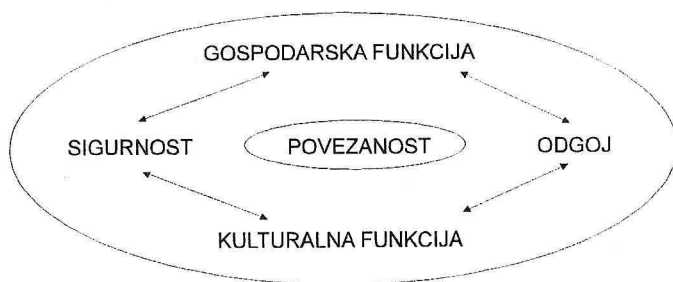 GOSPODARSKA FUNKCIJA
SIGURNOST POVEZANOST ODGOJ
KULTURALNA FUNKCIJA